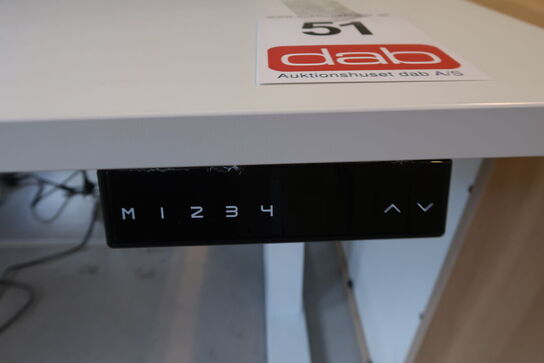 51
dab
Auktionshuset dab A/S
M 1 2 3 4